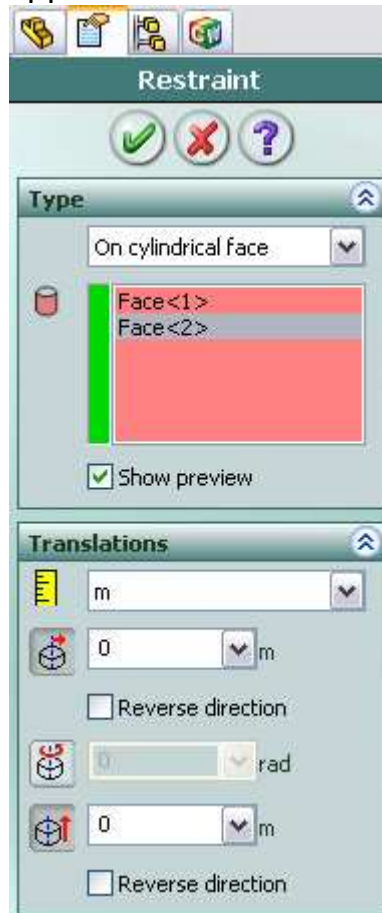 Restraint
?
Type
On cylindrical face
Face<1>
Face<2>
Show preview
Translations
m
0 m
Reverse direction
0 rad
0 m
Reverse direction